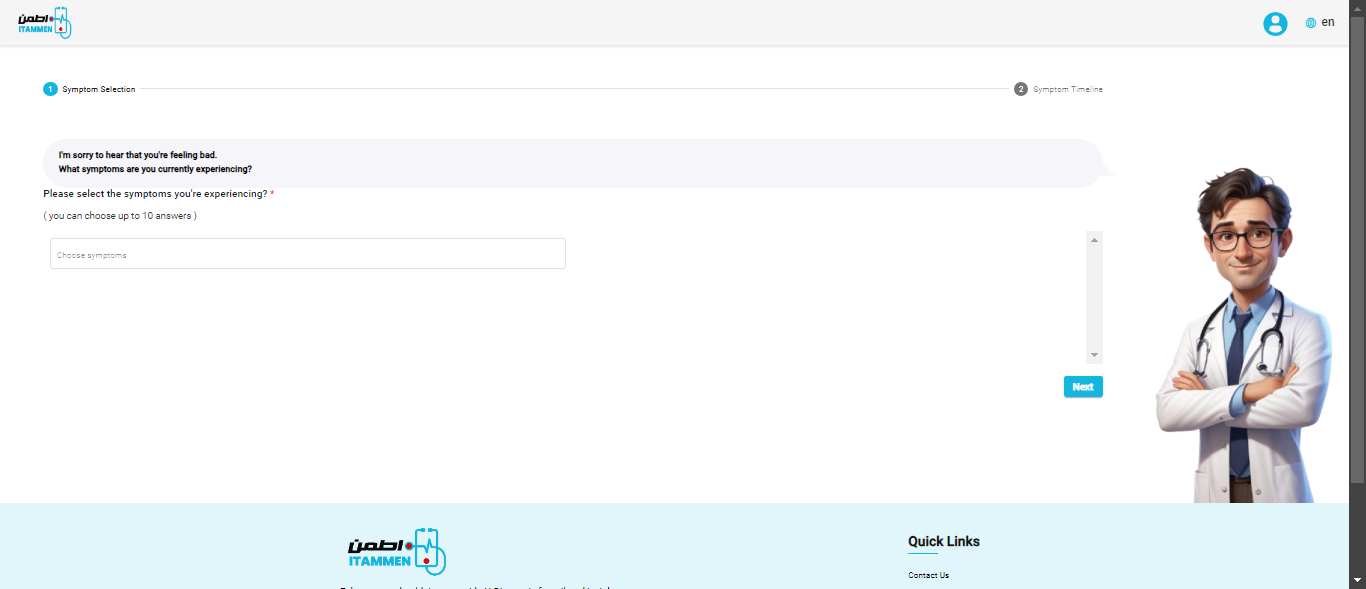 اطمن
ITAMMEN
en
1 Symptom Selection
2 Symptom Timeline
I'm sorry to hear that you're feeling bad.
What symptoms are you currently experiencing?
Please select the symptoms you're experiencing? *
( you can choose up to 10 answers )
Choose symptoms
Next
اطمن
ITAMMEN
Quick Links
Contact Us